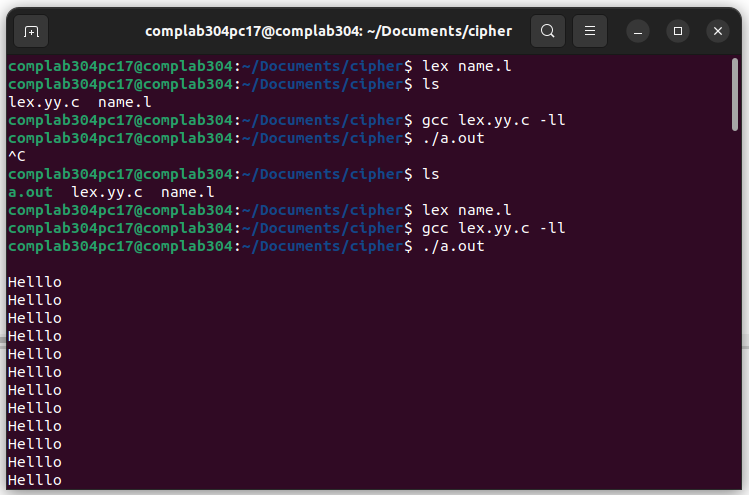 complab304pc17@complab304: ~/Documents/cipher
complab304pc17@complab304:~/Documents/cipher$ lex name.l
complab304pc17@complab304:~/Documents/cipher$ ls
lex.yy.c  name.l
complab304pc17@complab304:~/Documents/cipher$ gcc lex.yy.c -ll
complab304pc17@complab304:~/Documents/cipher$ ./a.out
^C
complab304pc17@complab304:~/Documents/cipher$ ls
a.out  lex.yy.c  name.l
complab304pc17@complab304:~/Documents/cipher$ lex name.l
complab304pc17@complab304:~/Documents/cipher$ gcc lex.yy.c -ll
complab304pc17@complab304:~/Documents/cipher$ ./a.out
Helllo
Helllo
Helllo
Helllo
Helllo
Helllo
Helllo
Helllo
Helllo
Helllo
Helllo
Helllo